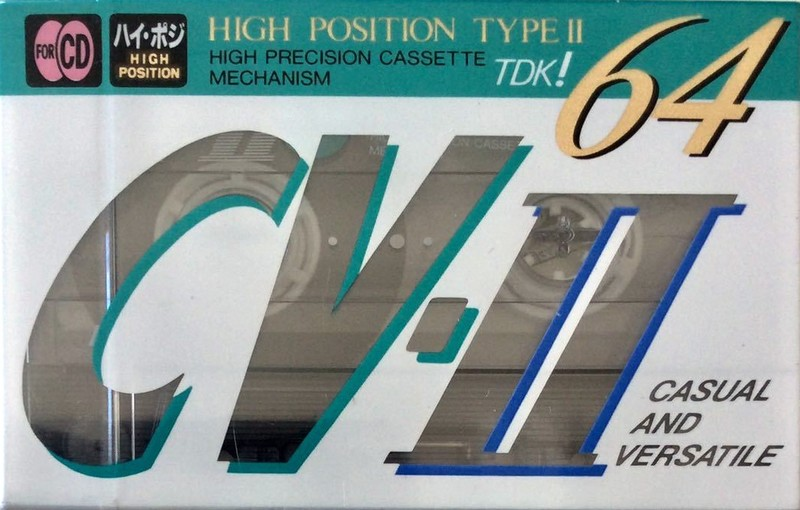 FOR CD
ハイ・ポジ
HIGH
POSITION
HIGH POSITION TYPE II
HIGH PRECISION CASSETTE
MECHANISM
TDK!
64
CV·II
CASUAL
AND
VERSATILE